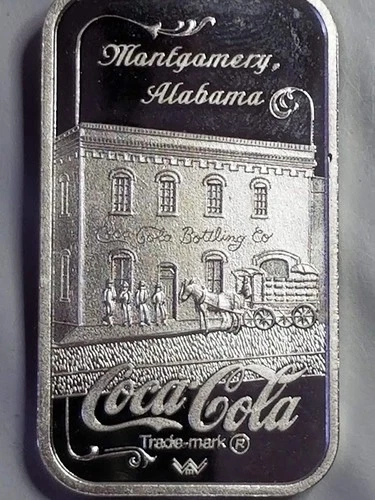 Montgomery,
Alabama
Coca Cola Bottling Co
Coca-Cola
Trade-mark ®